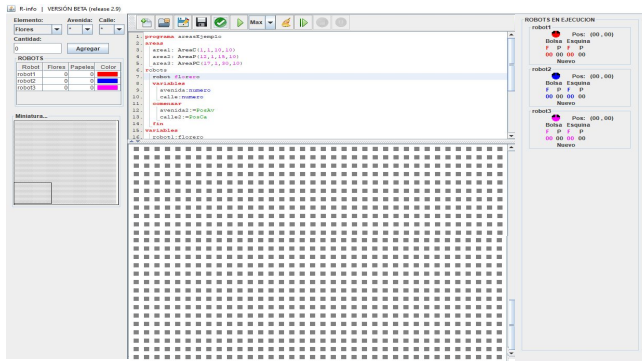 R-info | VERSIÓN BETA (release 2.9)
Elemento: Avenida: Calle:
Flores * *
Cantidad:
0 Agregar
ROBOTS
Robot Flores Papeles Color
robot1 0 0
robot2 0 0
robot3 0 0
Miniatura...
Max
1. programa areasEjemplo
2. areas
3. area1: AreaC(1,1,10,10)
4. area2: AreaP(12,1,15,10)
5. area3: AreaPC(17,1,80,10)
6. robots
7. robot florero
8. variables
9. avenida:numero
10. calle:numero
11. comenzar
12. avenida2:=PosAv
13. calle2:=PosCa
14. fin
15. variables
16. robot1:florero
ROBOTS EN EJECUCION
robot1
Pos: (00 ,00)
Bolsa Esquina
F P F P
00 00 00 00
Nuevo
robot2
Pos: (00 ,00)
Bolsa Esquina
F P F P
00 00 00 00
Nuevo
robot3
Pos: (00 ,00)
Bolsa Esquina
F P F P
00 00 00 00
Nuevo